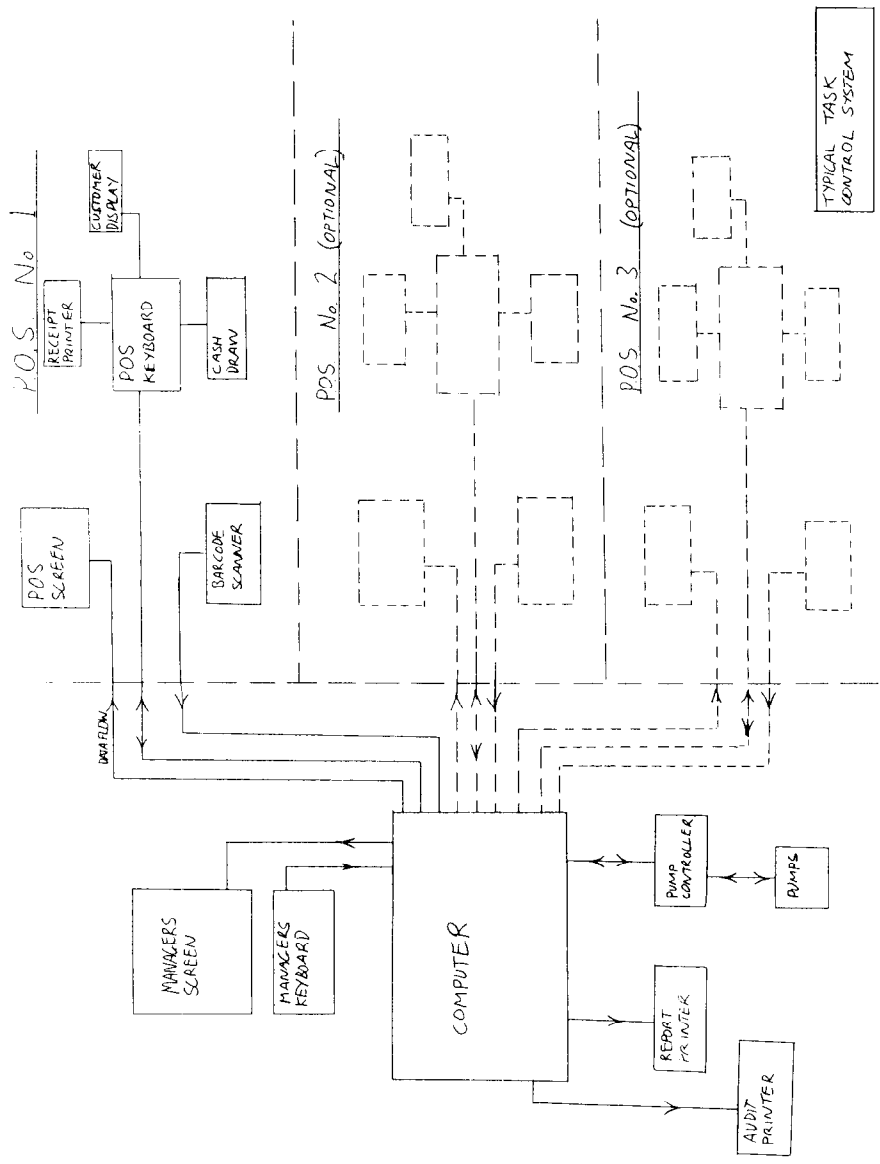 P.O.S No 1
RECEIPT
PRINTER
CUSTOMER
DISPLAY
POS
KEYBOARD
CASH
DRAW
POS
SCREEN
BARCODE
SCANNER
DATA FLOW
POS No. 2 (OPTIONAL)
POS No. 3 (OPTIONAL)
MANAGERS
SCREEN
MANAGERS
KEYBOARD
COMPUTER
PUMP
CONTROLLER
PUMPS
REPORT
PRINTER
AUDIT
PRINTER
TYPICAL TASK
CONTROL SYSTEM